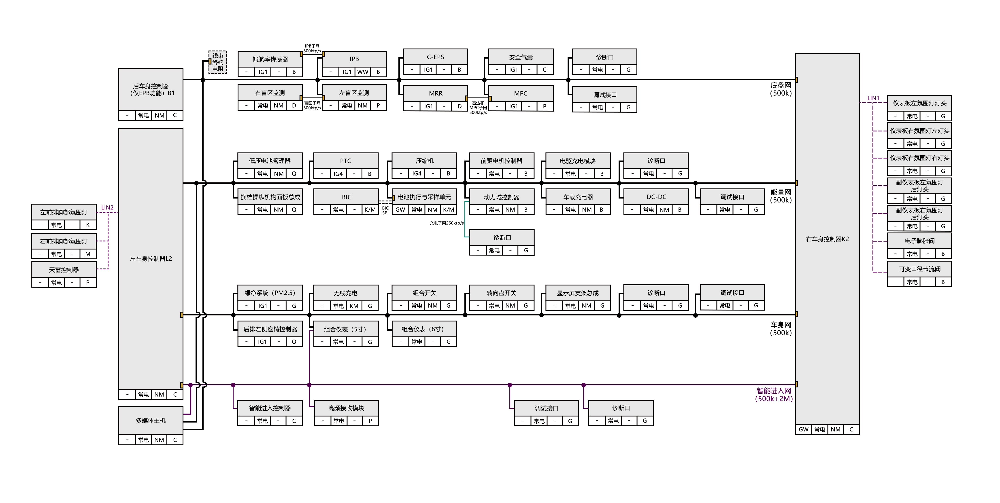 IPB子网
500ktp/s
线束
终端
电阻
偏航率传感器
- IG1 - B
IPB
- IG1 WW B
C-EPS
- IG1 - B
安全气囊
- IG1 - C
诊断口
- 常电 - G
后车身控制器
(仅EPB功能) B1
- 常电 NM C
底盘网
(500k)
右盲区监测
- 常电 NM D
盲区子网
500ktp/s
左盲区监测
- 常电 NM P
MRR
- IG1 - D
雷达和
MPC子网
500ktp/s
MPC
- IG1 - P
调试接口
- 常电 - G
LIN1
仪表板左氛围灯灯头
- 常电 - G
仪表板右氛围灯左灯头
- 常电 - G
仪表板右氛围灯右灯头
- 常电 - G
副仪表板左氛围灯
后灯头
- 常电 - G
副仪表板右氛围灯
后灯头
- 常电 - G
电子膨胀阀
- 常电 - B
可变口径节流阀
- 常电 - B
低压电池管理器
- 常电 NM Q
PTC
- IG4 - B
压缩机
- IG4 - B
前驱电机控制器
- 常电 - B
电驱充电模块
- 常电 - B
诊断口
- 常电 - G
能量网
(500k)
换档操纵机构面板总成
- 常电 NM Q
BIC
- 常电 - K/M
BIC
SPI
电池执行与采样单元
GW 常电 NM K/M
动力域控制器
- 常电 NM B
车载充电器
- 常电 NM B
DC-DC
- 常电 NM B
调试接口
- 常电 - G
充电子网250ktp/s
诊断口
- 常电 - G
LIN2
左前排脚部氛围灯
- 常电 - K
右前排脚部氛围灯
- 常电 - M
天窗控制器
- 常电 - P
左车身控制器L2
- 常电 NM C
右车身控制器K2
GW 常电 NM C
绿净系统（PM2.5）
- IG1 - G
无线充电
- 常电 KM G
组合开关
- 常电 NM G
转向盘开关
- 常电 NM G
显示屏支架总成
- 常电 NM G
诊断口
- 常电 - G
调试接口
- 常电 - G
车身网
(500k)
后排左侧座椅控制器
- IG1 - Q
组合仪表（5寸）
- 常电 - G
组合仪表（8寸）
- 常电 - G
智能进入网
(500k+2M)
多媒体主机
- 常电 NM C
智能进入控制器
- 常电 - C
高频接收模块
- 常电 - P
调试接口
- 常电 - G
诊断口
- 常电 - G